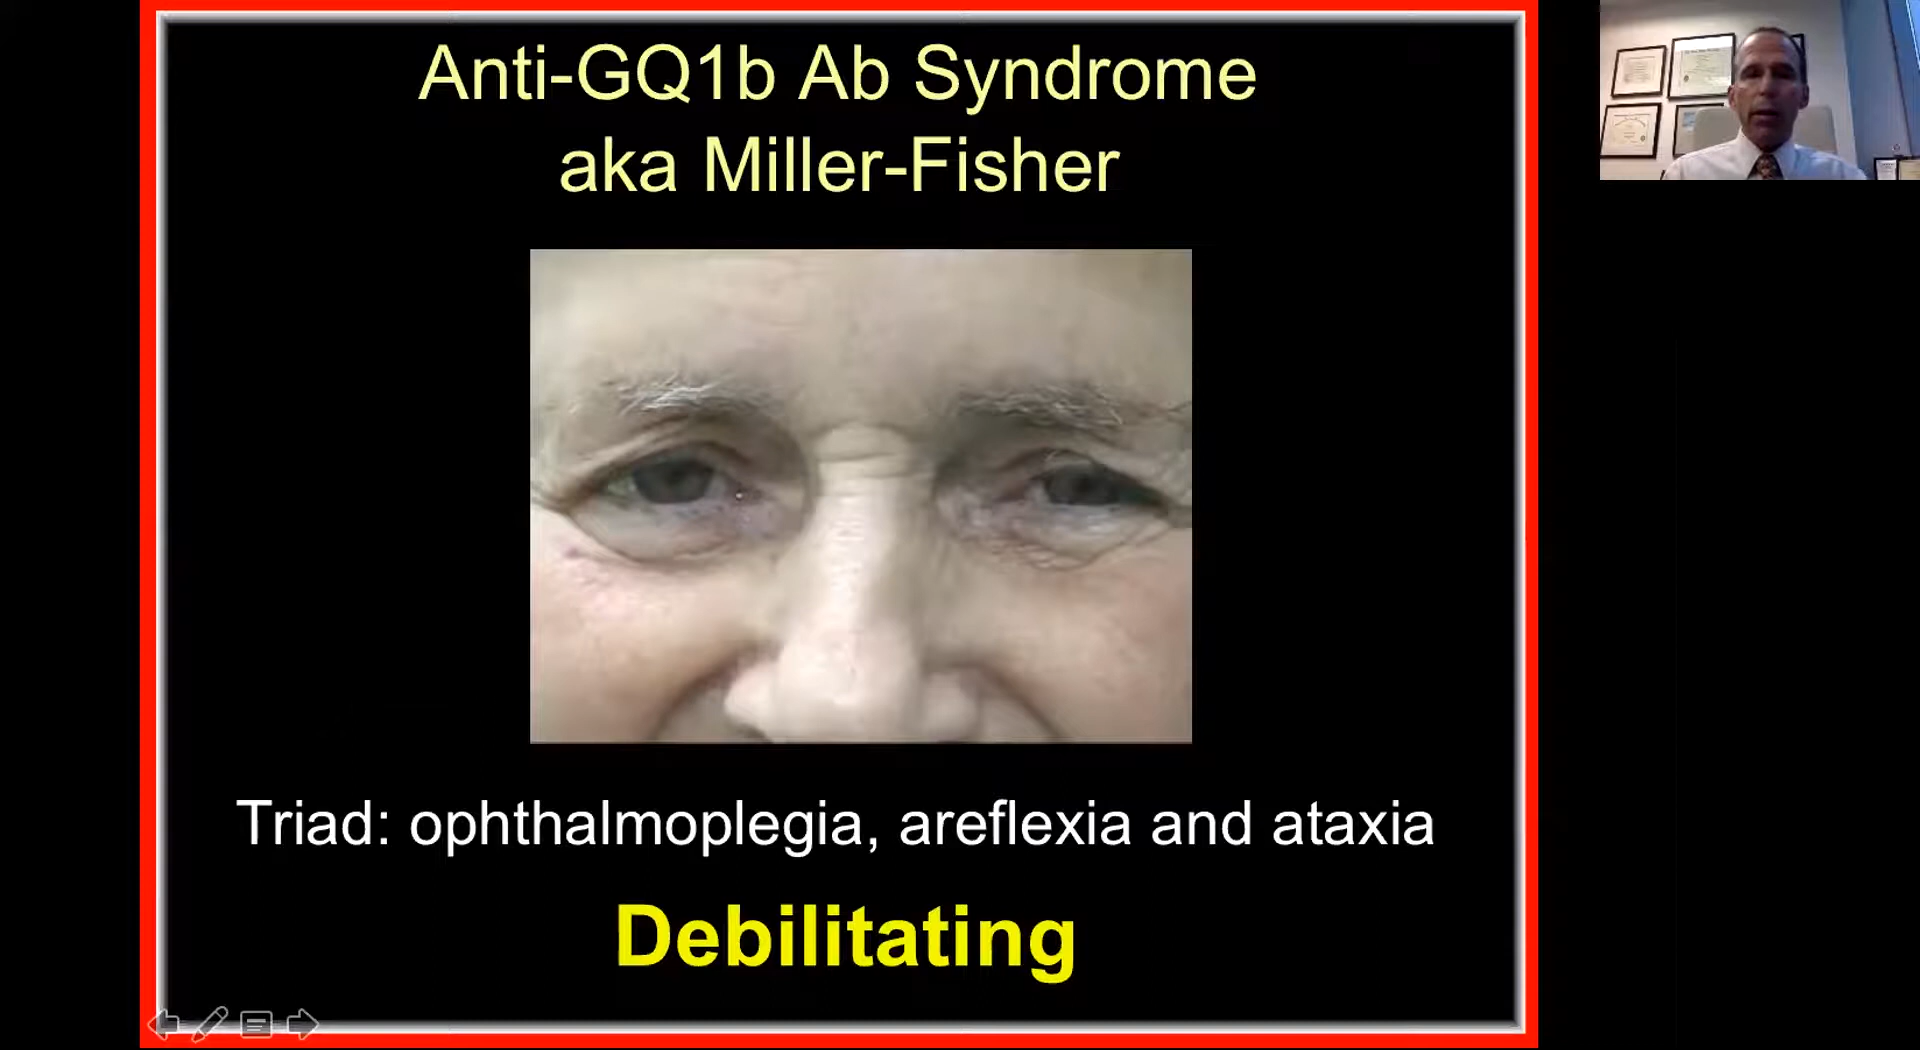 Anti-GQ1b Ab Syndrome
aka Miller-Fisher
Triad: ophthalmoplegia, areflexia and ataxia
Debilitating